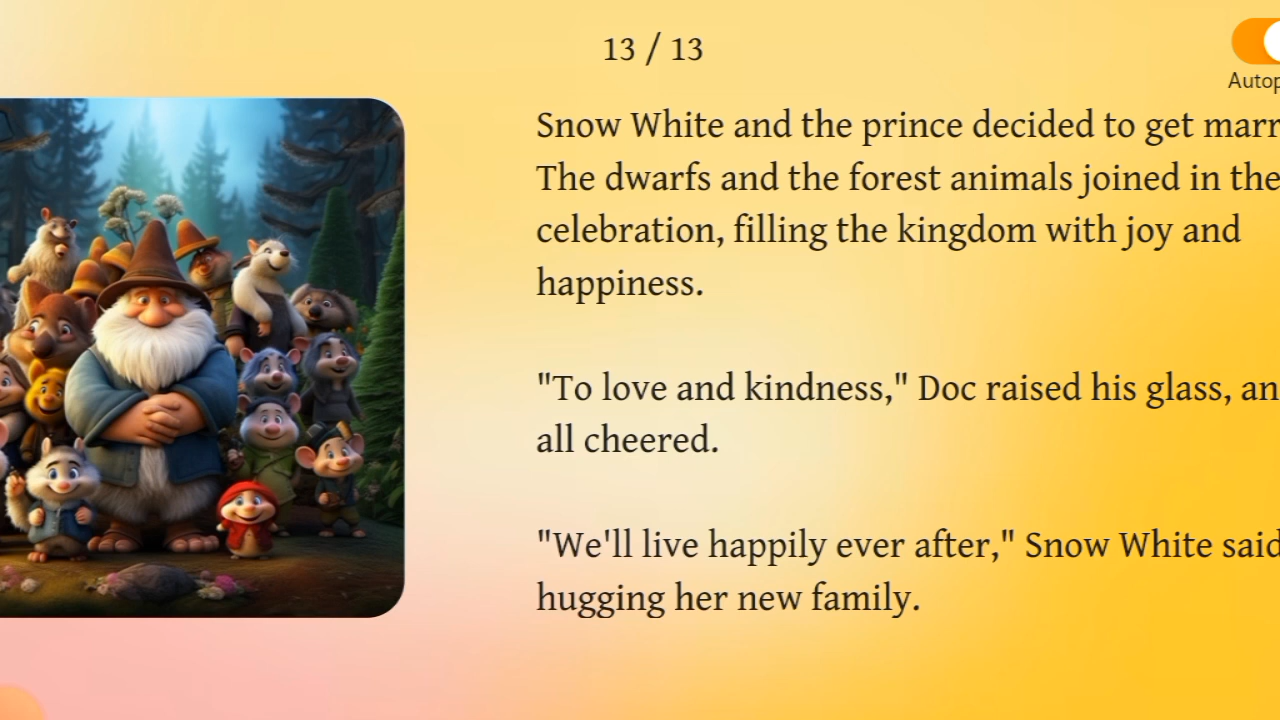 13 / 13
Autop
Snow White and the prince decided to get marr
The dwarfs and the forest animals joined in the
celebration, filling the kingdom with joy and
happiness.
"To love and kindness," Doc raised his glass, an
all cheered.
"We'll live happily ever after," Snow White said
hugging her new family.